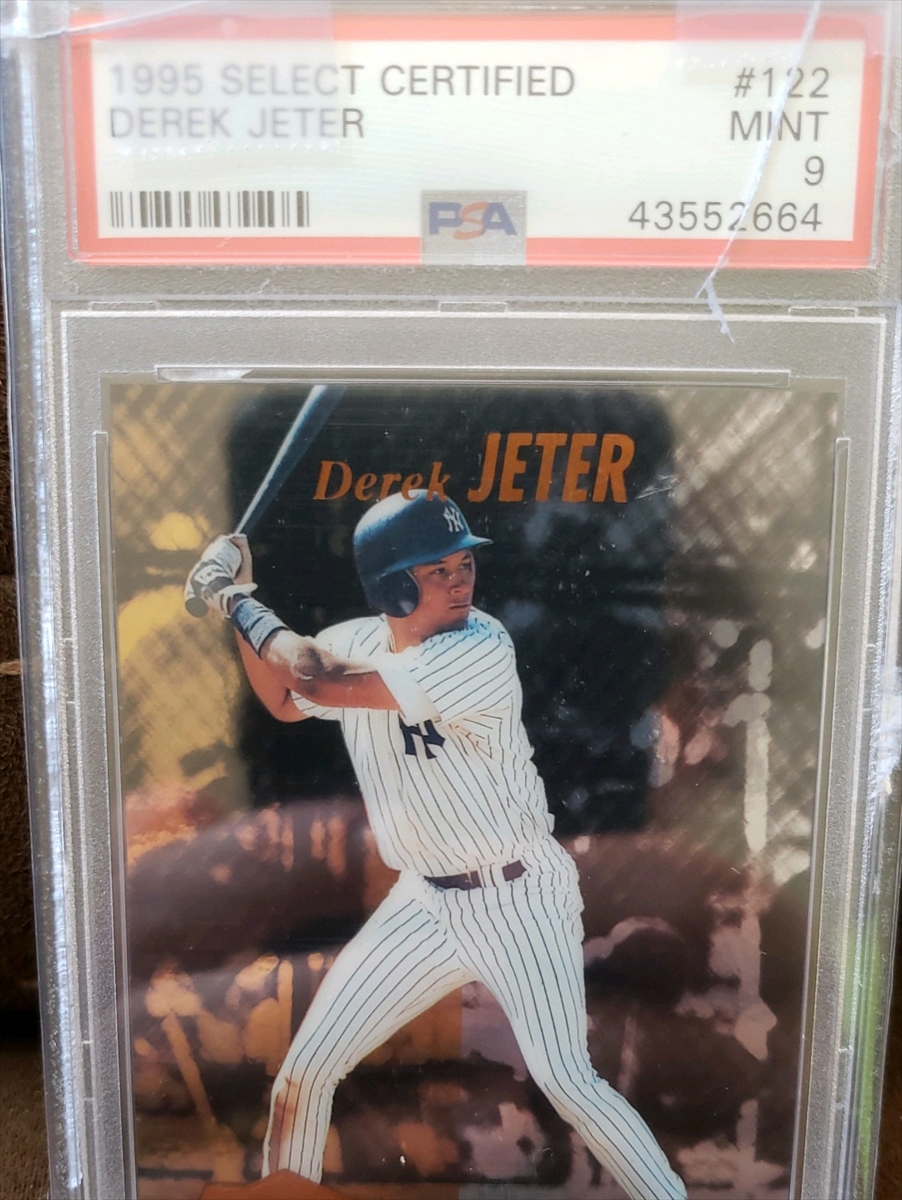 1995 SELECT CERTIFIED #122
DEREK JETER MINT
9
PSA 43552664
Derek JETER
NY
NY